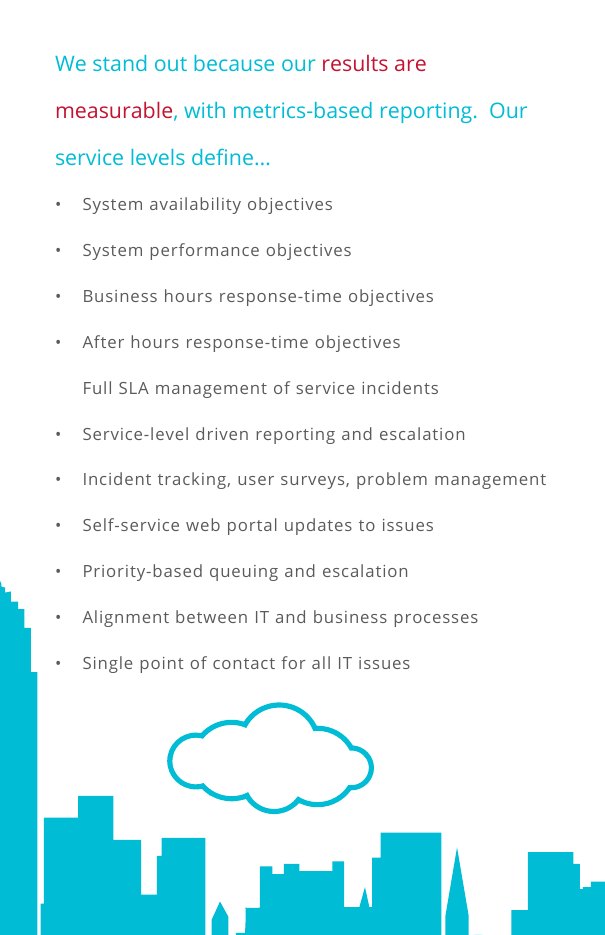 We stand out because our results are
measurable, with metrics-based reporting.  Our
service levels define...
• System availability objectives
• System performance objectives
• Business hours response-time objectives
• After hours response-time objectives
Full SLA management of service incidents
• Service-level driven reporting and escalation
• Incident tracking, user surveys, problem management
• Self-service web portal updates to issues
• Priority-based queuing and escalation
• Alignment between IT and business processes
• Single point of contact for all IT issues